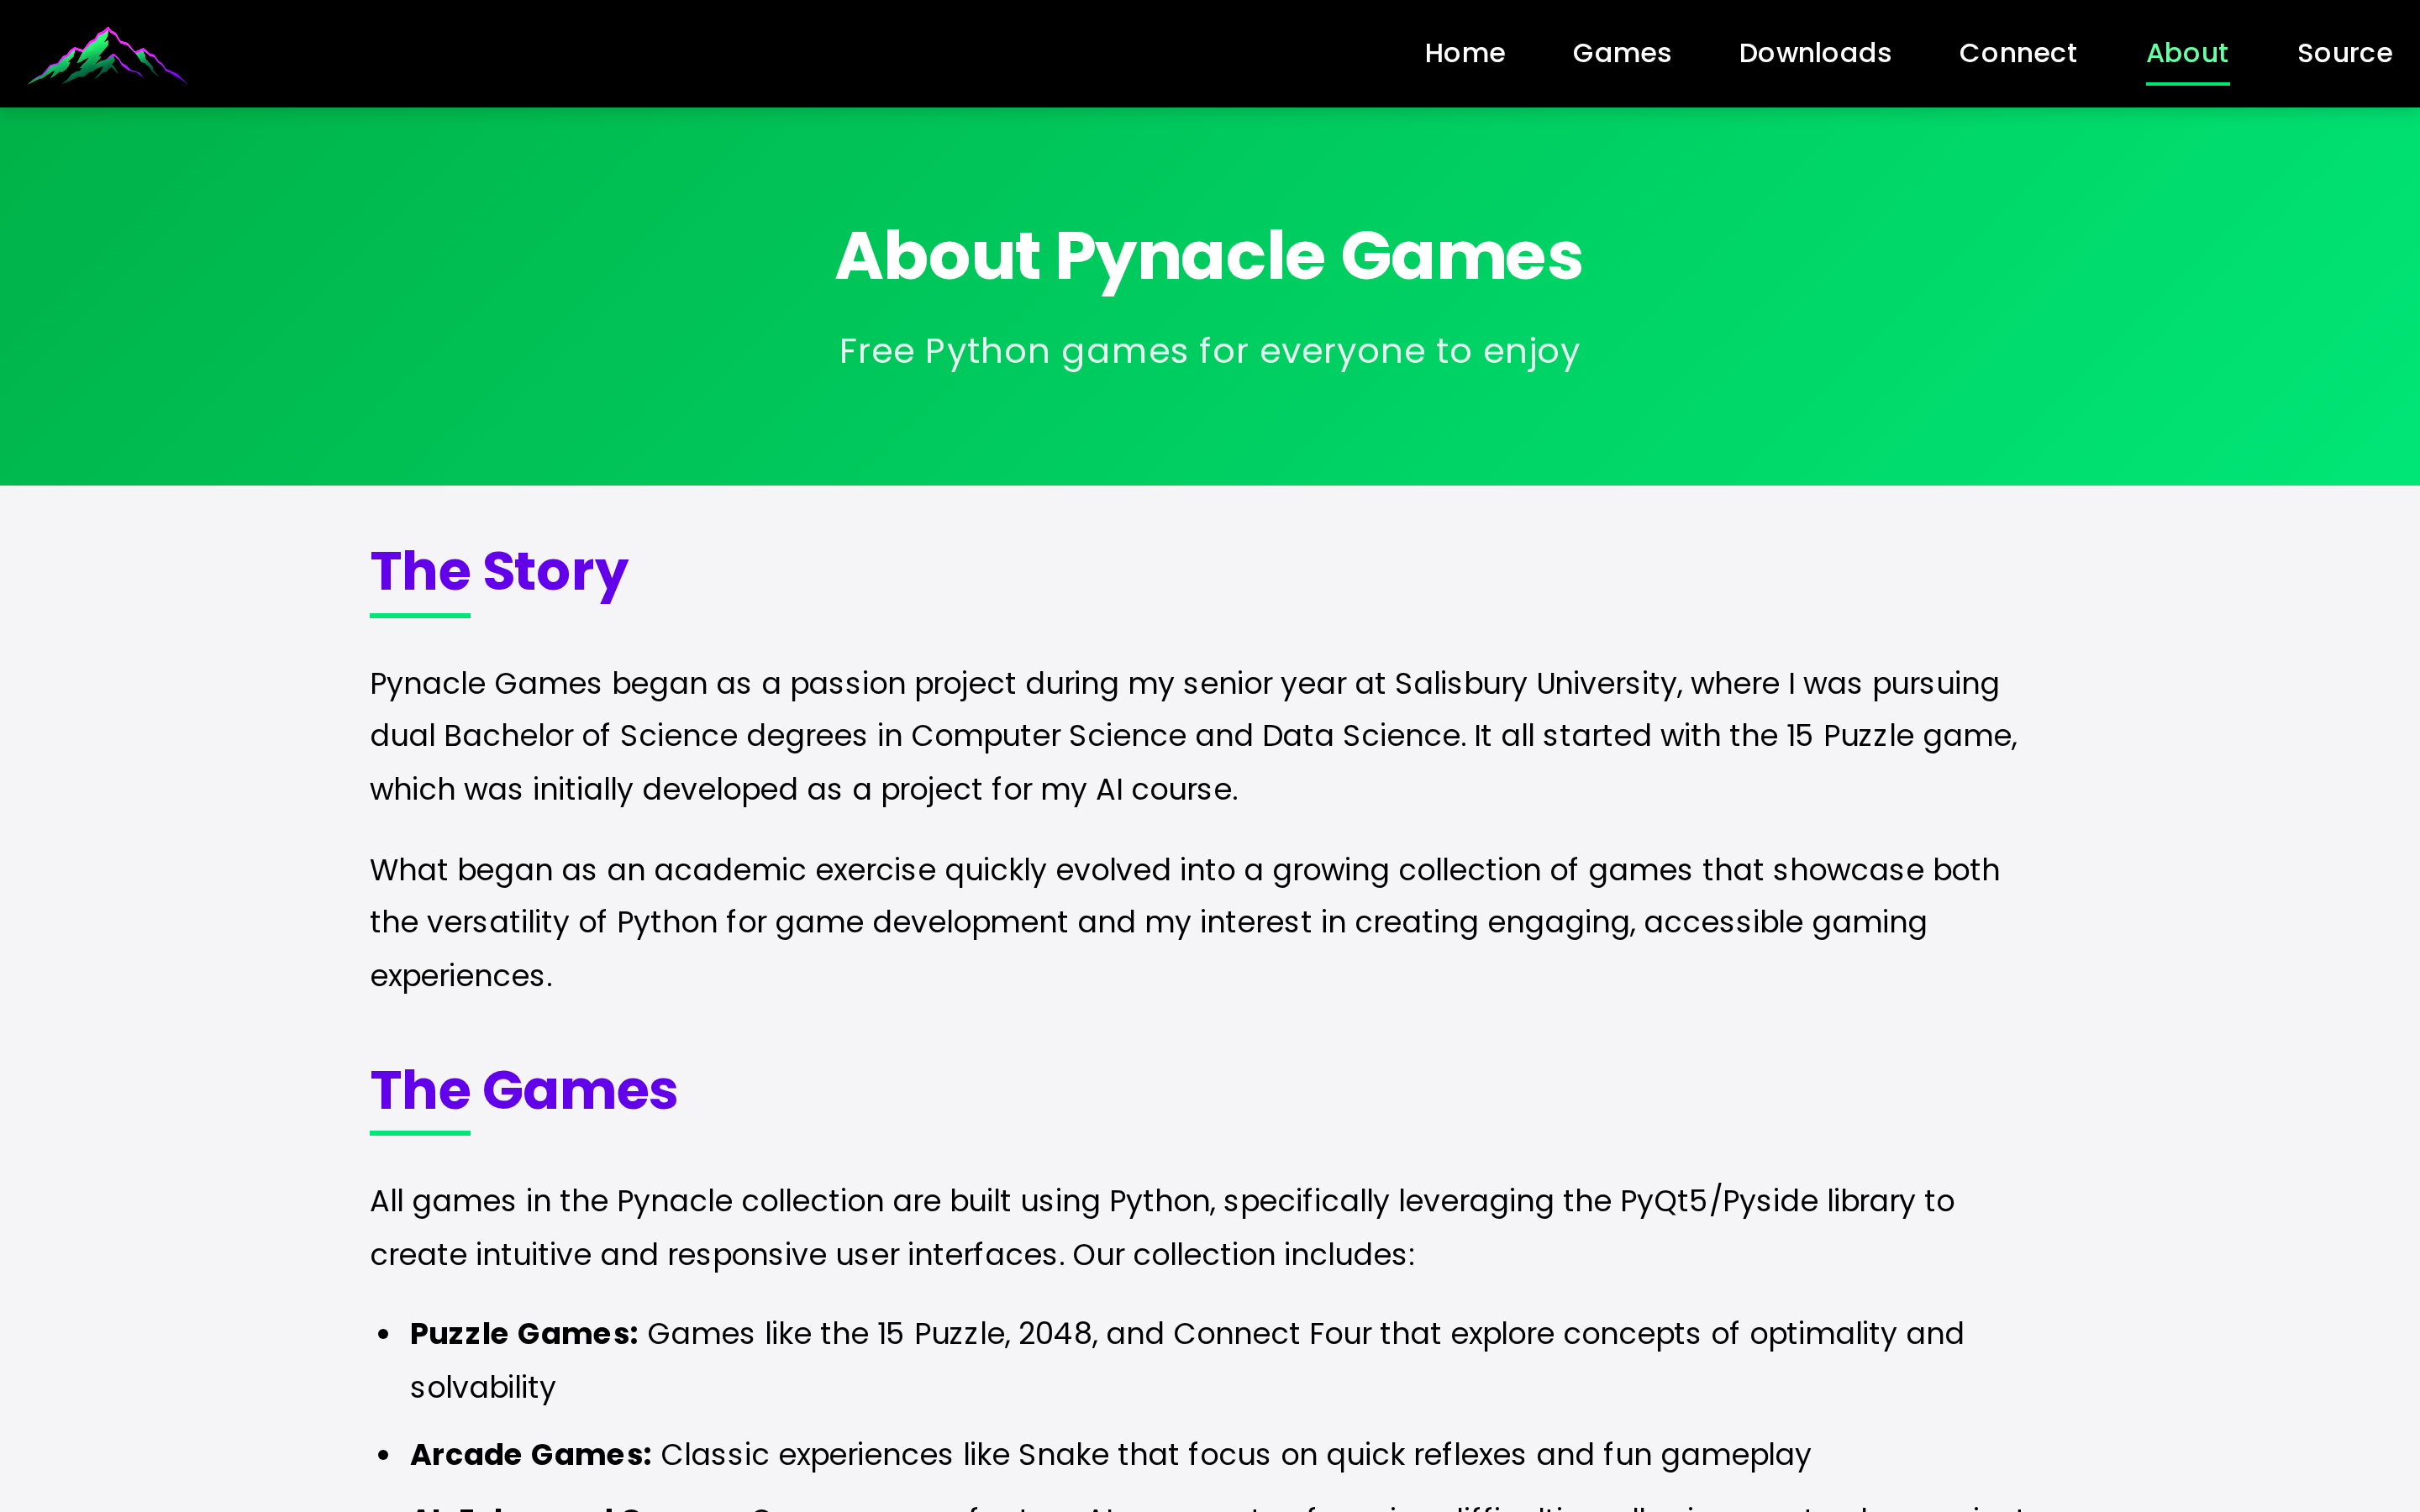 Home Games Downloads Connect About Source
About Pynacle Games
Free Python games for everyone to enjoy
The Story
Pynacle Games began as a passion project during my senior year at Salisbury University, where I was pursuing
dual Bachelor of Science degrees in Computer Science and Data Science. It all started with the 15 Puzzle game,
which was initially developed as a project for my AI course.
What began as an academic exercise quickly evolved into a growing collection of games that showcase both
the versatility of Python for game development and my interest in creating engaging, accessible gaming
experiences.
The Games
All games in the Pynacle collection are built using Python, specifically leveraging the PyQt5/Pyside library to
create intuitive and responsive user interfaces. Our collection includes:
• Puzzle Games: Games like the 15 Puzzle, 2048, and Connect Four that explore concepts of optimality and
solvability
• Arcade Games: Classic experiences like Snake that focus on quick reflexes and fun gameplay